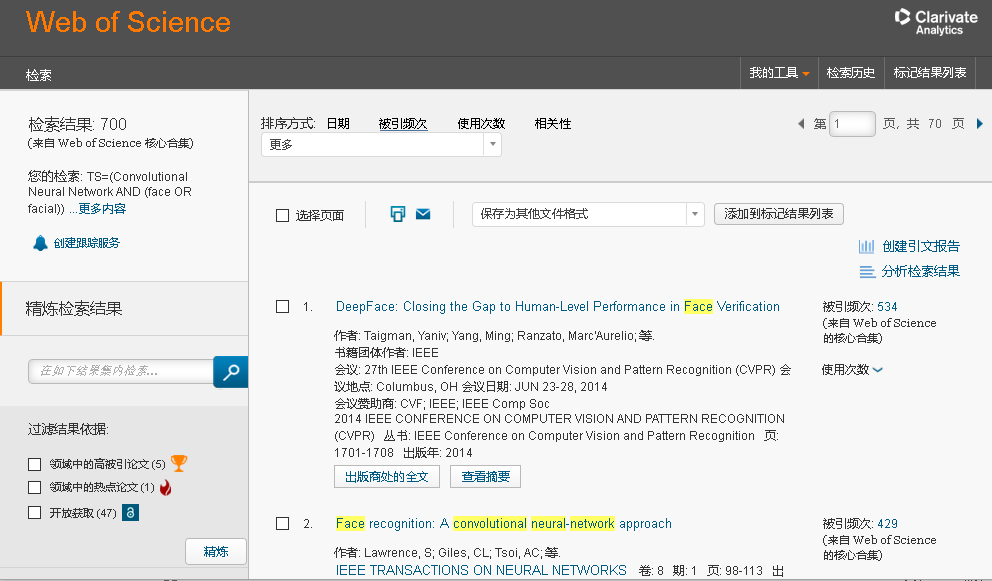 Web of Science
Clarivate
Analytics
检索
我的工具 检索历史 标记结果列表
检索结果: 700
(来自 Web of Science 核心合集)
您的检索: TS=(Convolutional
Neural Network AND (face OR
facial)) ...更多内容
创建跟踪服务
精炼检索结果
在如下结果集内检索...
过滤结果依据:
领域中的高被引论文 (5)
领域中的热点论文 (1)
开放获取 (47)
精炼
排序方式: 日期 被引频次 使用次数 相关性
更多
第 1 页, 共 70 页
选择页面
保存为其他文件格式
添加到标记结果列表
创建引文报告
分析检索结果
1. DeepFace: Closing the Gap to Human-Level Performance in Face Verification
作者: Taigman, Yaniv; Yang, Ming; Ranzato, Marc'Aurelio; 等.
书籍团体作者: IEEE
会议: 27th IEEE Conference on Computer Vision and Pattern Recognition (CVPR) 会
议地点: Columbus, OH 会议日期: JUN 23-28, 2014
会议赞助商: CVF; IEEE; IEEE Comp Soc
2014 IEEE CONFERENCE ON COMPUTER VISION AND PATTERN RECOGNITION
(CVPR) 丛书: IEEE Conference on Computer Vision and Pattern Recognition 页:
1701-1708 出版年: 2014
出版商处的全文 查看摘要
被引频次: 534
(来自 Web of Science
的核心合集)
使用次数
2. Face recognition: A convolutional neural-network approach
作者: Lawrence, S; Giles, CL; Tsoi, AC; 等.
IEEE TRANSACTIONS ON NEURAL NETWORKS 卷: 8 期: 1 页: 98-113 出
被引频次: 429
(来自 Web of Science
的核心合集)